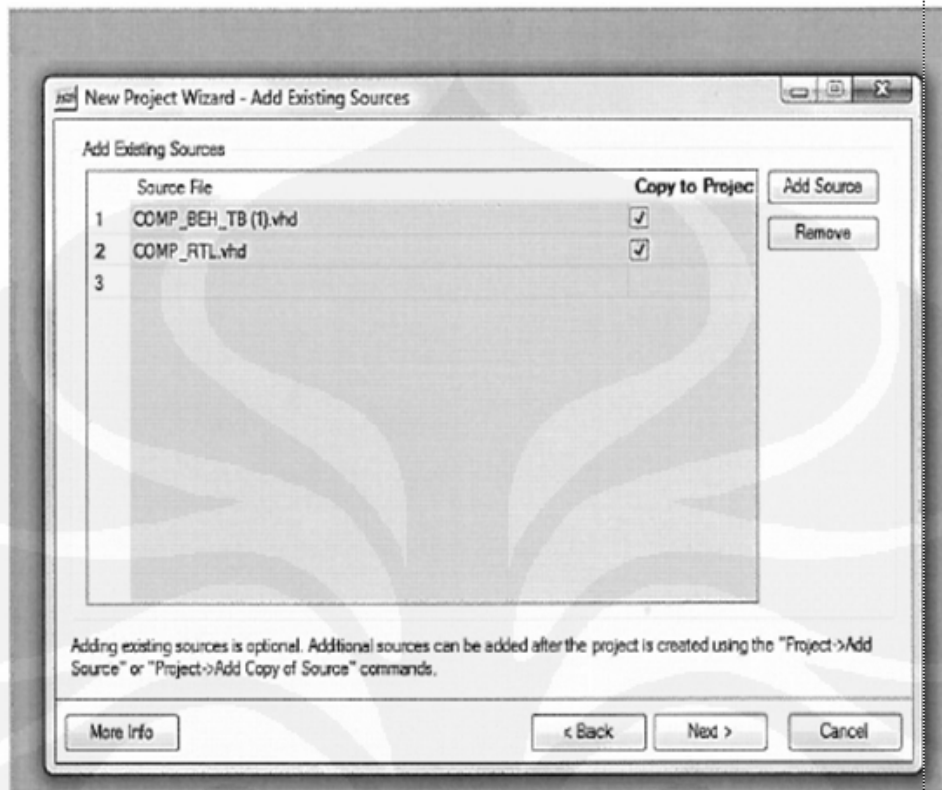 New Project Wizard - Add Existing Sources
Add Existing Sources
Source File Copy to Projec
Add Source
1 COMP_BEH_TB (1).vhd
Remove
2 COMP_RTL.vhd
3
Adding existing sources is optional. Additional sources can be added after the project is created using the "Project->Add
Source" or "Project->Add Copy of Source" commands.
More Info < Back Next > Cancel